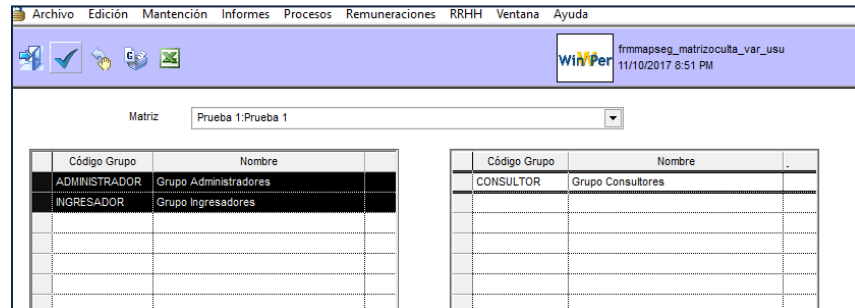 Archivo Edición Mantención Informes Procesos Remuneraciones RRHH Ventana Ayuda
G
X
WinPer
frmmapseg_matrizoculta_var_usu
11/10/2017 8:51 PM
Matriz Prueba 1:Prueba 1
Código Grupo Nombre
ADMINISTRADOR Grupo Administradores
INGRESADOR Grupo Ingresadores
Código Grupo Nombre .
CONSULTOR Grupo Consultores